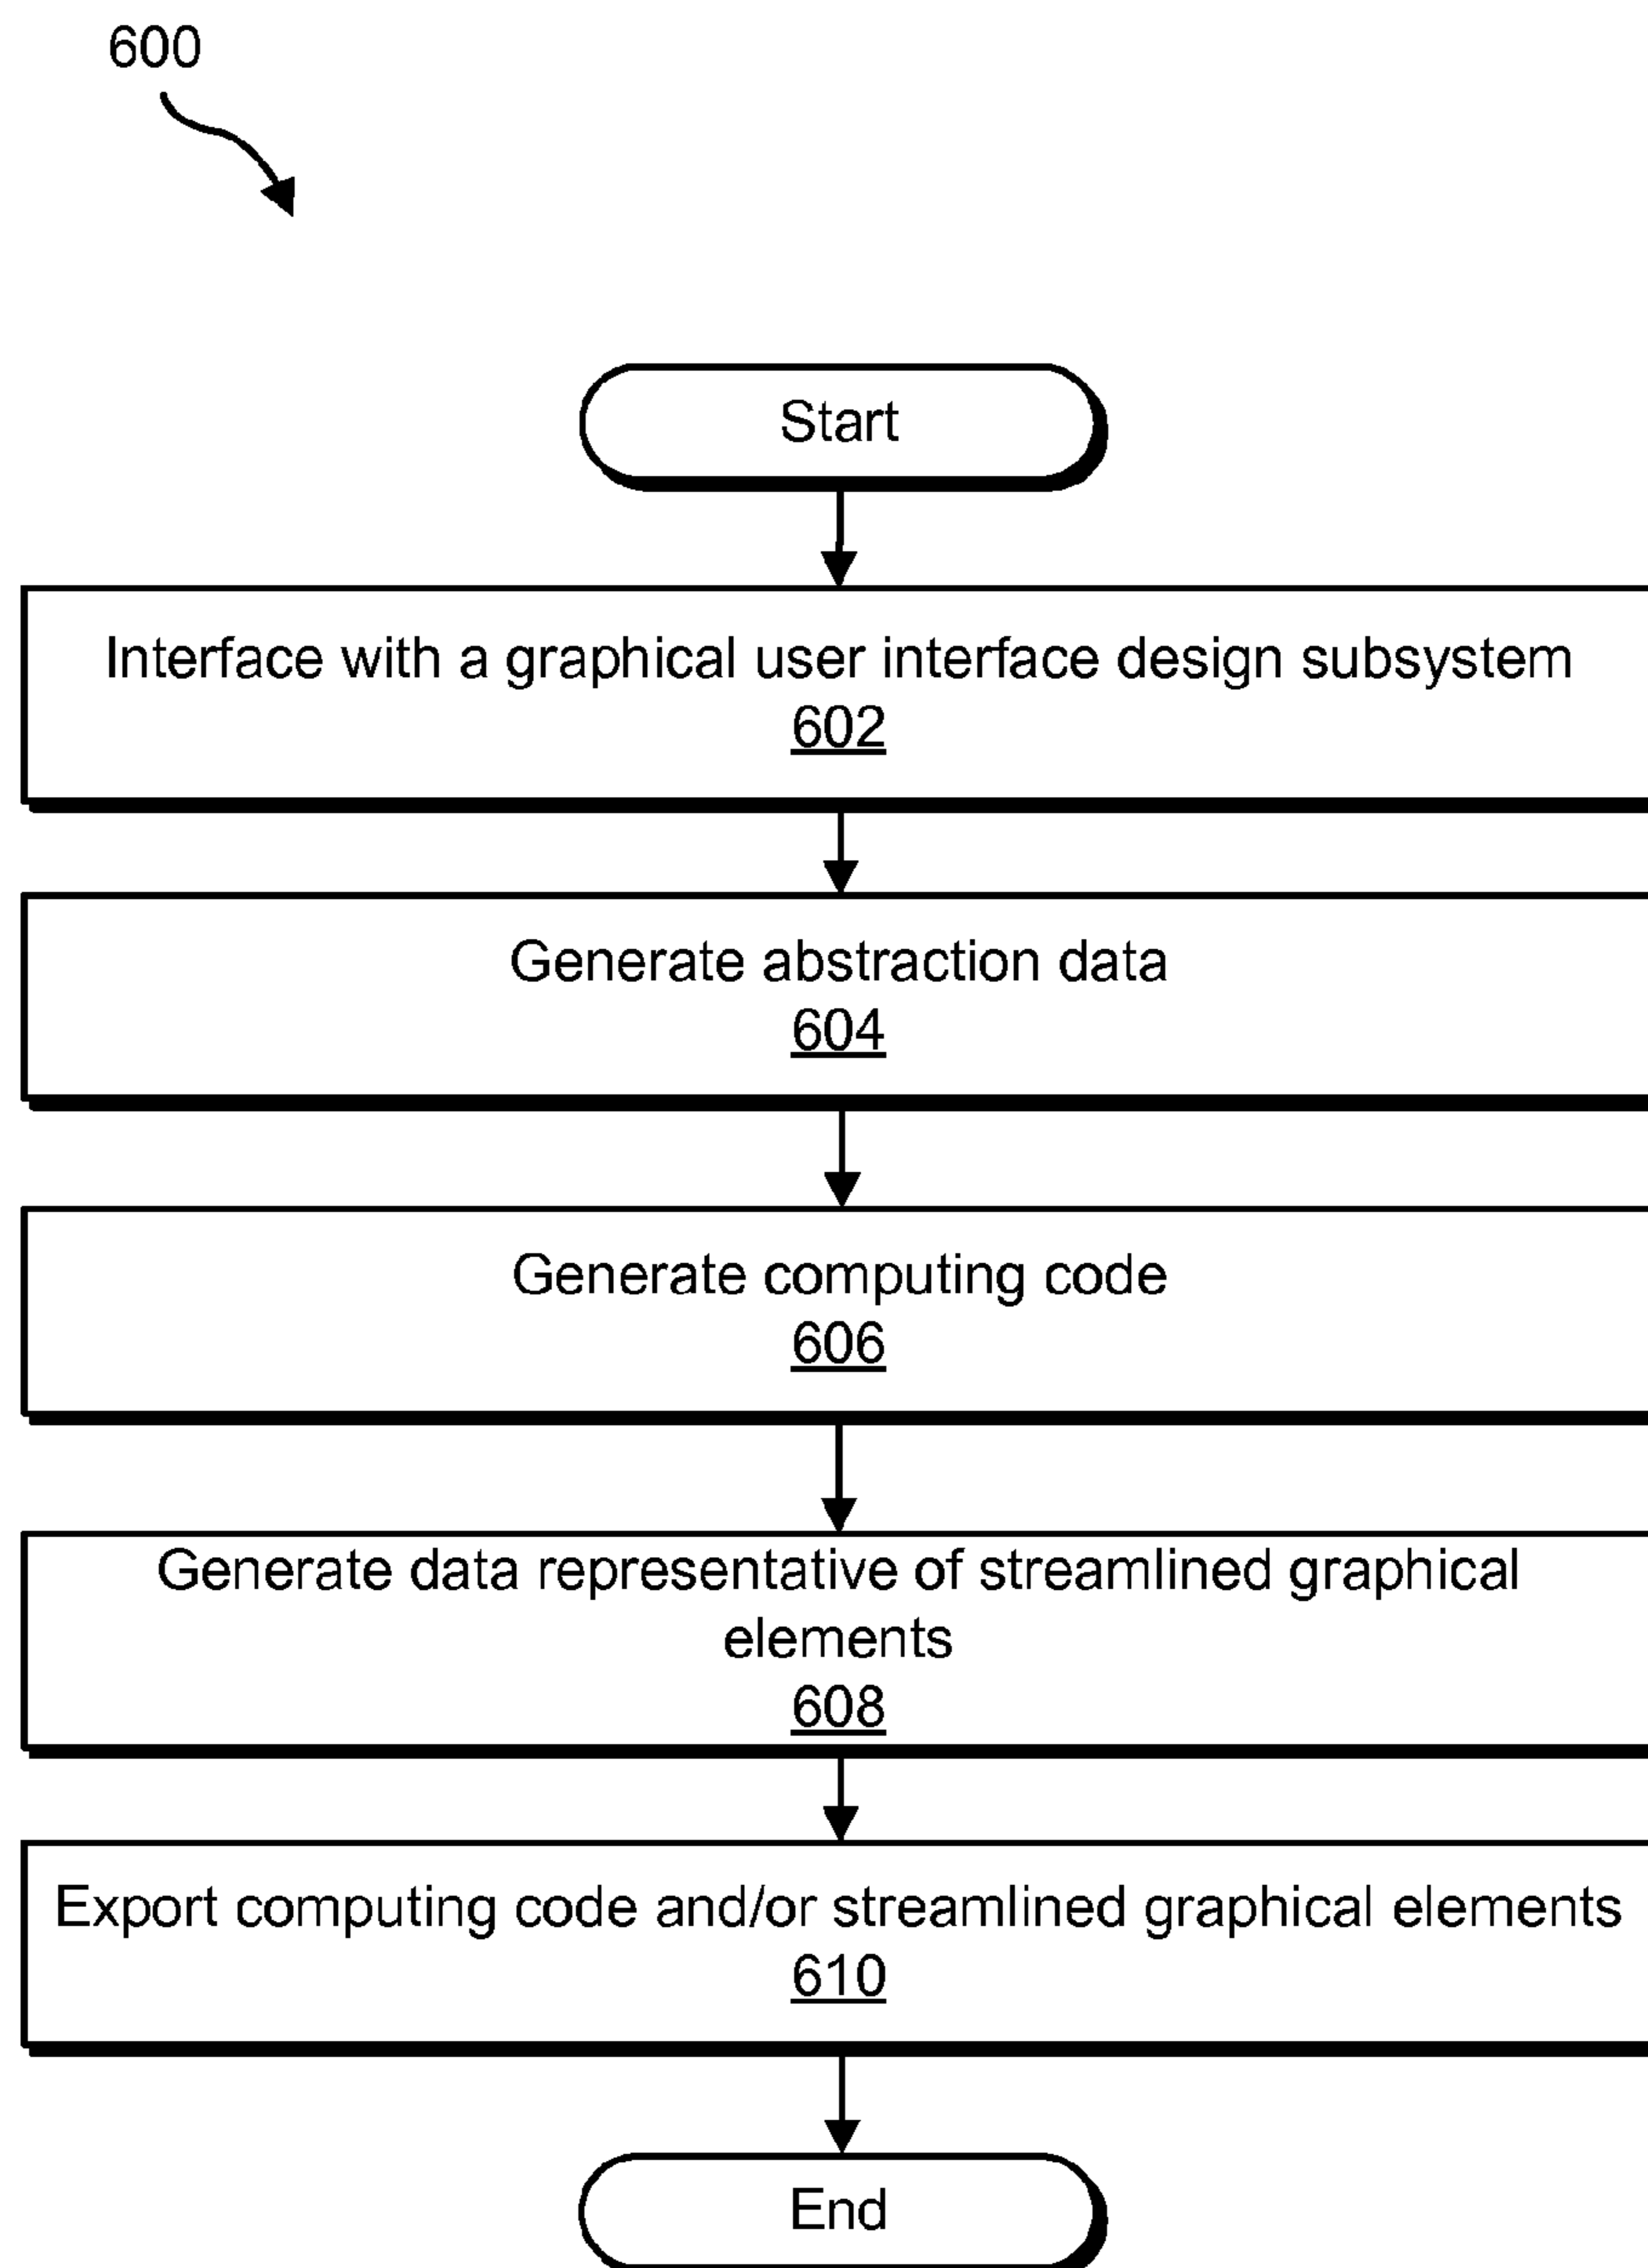 600
Start
Interface with a graphical user interface design subsystem
602
Generate abstraction data
604
Generate computing code
606
Generate data representative of streamlined graphical
elements
608
Export computing code and/or streamlined graphical elements
610
End